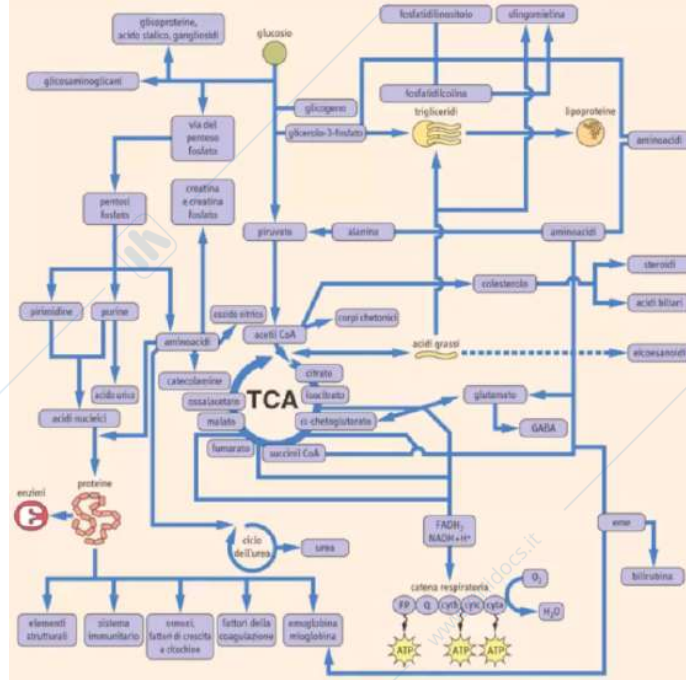 glicoproteine,
acido sialico, gangliosidi
glucosio
fosfatidilinositolo
sfingomielina
glicosaminoglicani
glicogeno
fosfatidilcolina
trigliceridi
lipoproteine
via del
pentoso
fosfato
glicerolo-3-fosfato
aminoacidi
pentosi
fosfato
creatina
e creatina
fosfato
piruvato
alanina
aminoacidi
steroidi
colesterolo
acidi biliari
pirimidine
purine
ossido nitrico
corpi chetonici
aminoacidi
acetil CoA
acidi grassi
eicosanoidi
catecolamine
citrato
acido urico
ossalacetato
TCA
isocitrato
glutammato
acidi nucleici
malato
α-chetoglutarato
GABA
fumarato
succinil CoA
proteine
enzimi
FADH2
NADH+H+
eme
ciclo
dell'urea
urea
bilirubina
catena respiratoria
O2
FP
Q
cytb
cytc
cyta
H2O
elementi
strutturali
sistema
immunitario
ormoni,
fattori di crescita
e citochine
fattori della
coagulazione
emoglobina
mioglobina
ATP
ATP
ATP